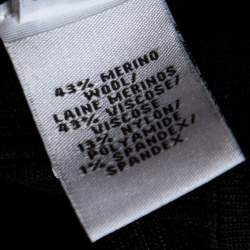 43% MERINO
WOOL/
LAINE MERINOS/
43% VISCOSE/
VISCOSE
13% NYLON/
POLYAMIDE/
1% SPANDEX/
SPANDEX